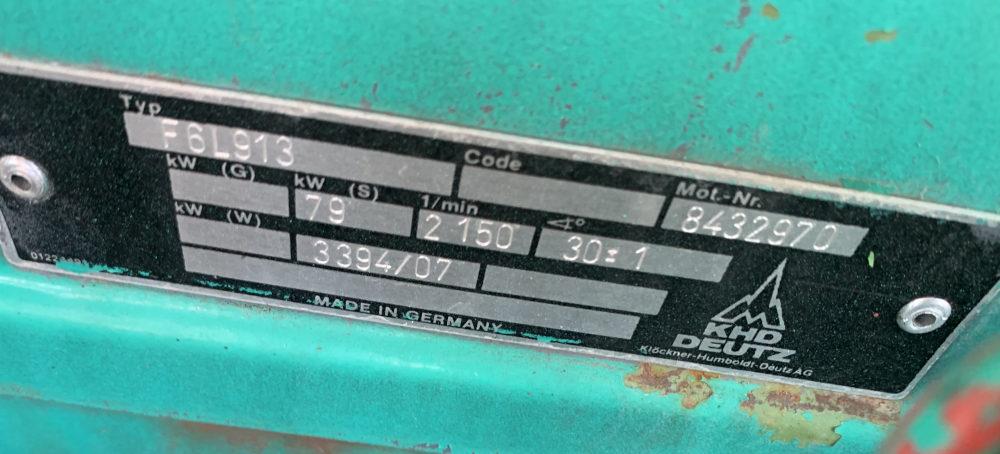 Typ
F6L913
Code
Mot.-Nr.
8432970
kW (G)
kW (S)
79
1/min
2 150
∢°
30± 1
kW (W)
3394/07
MADE IN GERMANY
KHD
DEUTZ
Klöckner-Humboldt-Deutz AG